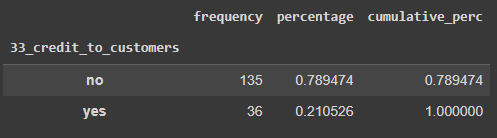 frequency percentage cumulative_perc
33_credit_to_customers
no 135 0.789474 0.789474
yes 36 0.210526 1.000000